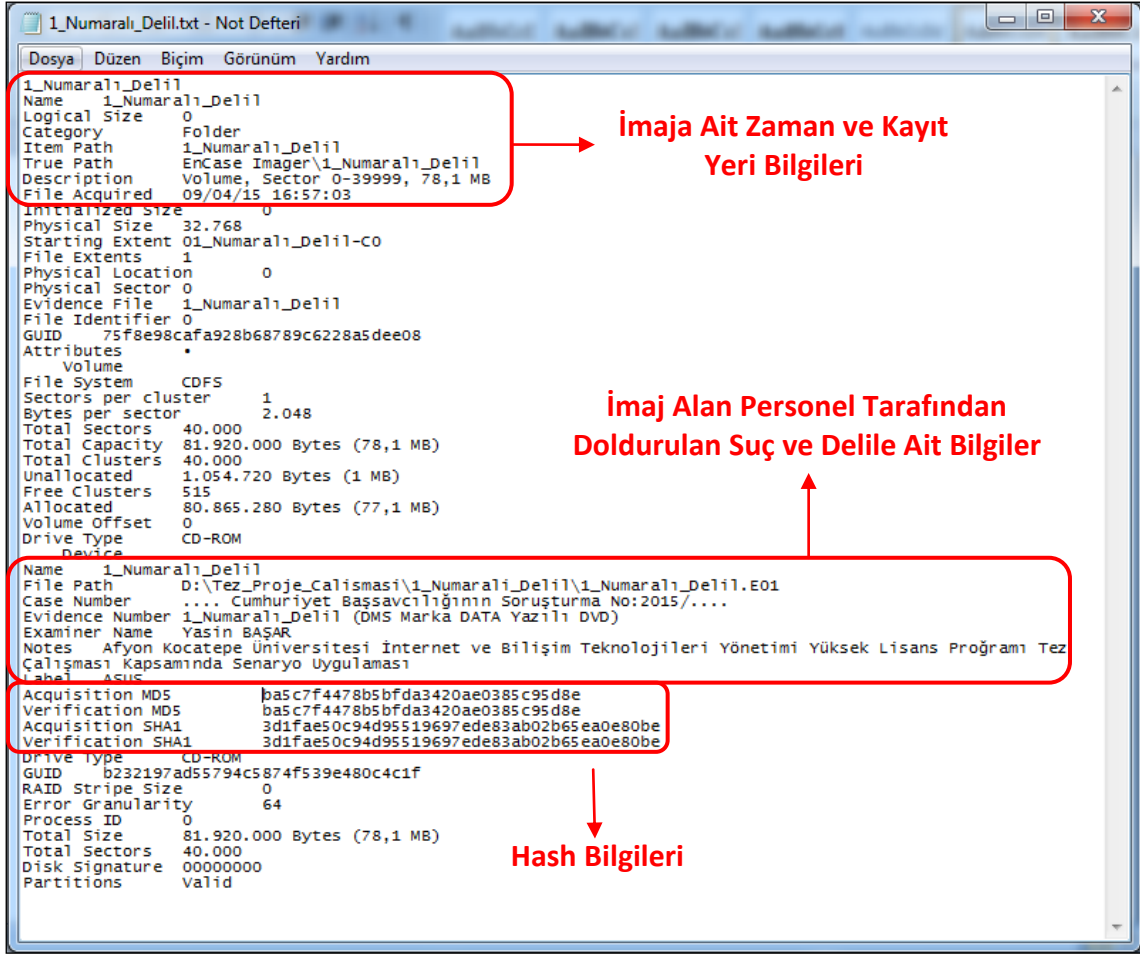 1_Numaralı_Delil.txt - Not Defteri
Dosya Düzen Biçim Görünüm Yardım
1_Numaralı_Delil
Name 1_Numaralı_Delil
Logical Size 0
Category Folder
Item Path 1_Numaralı_Delil
True Path EnCase Imager\1_Numaralı_Delil
Description Volume, Sector 0-39999, 78,1 MB
File Acquired 09/04/15 16:57:03
İmaja Ait Zaman ve Kayıt
Yeri Bilgileri
Initialized Size 0
Physical Size 32.768
Starting Extent 01_Numaralı_Delil-C0
File Extents 1
Physical Location 0
Physical Sector 0
Evidence File 1_Numaralı_Delil
File Identifier 0
GUID 75f8e98cafa928b68789c6228a5dee08
Attributes •
Volume
File System CDFS
Sectors per cluster 1
Bytes per sector 2.048
Total Sectors 40.000
Total Capacity 81.920.000 Bytes (78,1 MB)
Total Clusters 40.000
Unallocated 1.054.720 Bytes (1 MB)
Free Clusters 515
Allocated 80.865.280 Bytes (77,1 MB)
Volume Offset 0
Drive Type CD-ROM
Device
İmaj Alan Personel Tarafından
Doldurulan Suç ve Delile Ait Bilgiler
Name 1_Numaralı_Delil
File Path D:\Tez_Proje_Calismasi\1_Numarali_Delil\1_Numaralı_Delil.E01
Case Number .... Cumhuriyet Başsavcılığının Soruşturma No:2015/....
Evidence Number 1_Numaralı_Delil (DMS Marka DATA Yazılı DVD)
Examiner Name Yasin BAŞAR
Notes Afyon Kocatepe Üniversitesi İnternet ve Bilişim Teknolojileri Yönetimi Yüksek Lisans Proğramı Tez
Çalışması Kapsamında Senaryo Uygulaması
Label ASUS
Acquisition MD5 ba5c7f4478b5bfda3420ae0385c95d8e
Verification MD5 ba5c7f4478b5bfda3420ae0385c95d8e
Acquisition SHA1 3d1fae50c94d95519697ede83ab02b65ea0e80be
Verification SHA1 3d1fae50c94d95519697ede83ab02b65ea0e80be
Drive Type CD-ROM
GUID b232197ad55794c5874f539e480c4c1f
RAID Stripe Size 0
Error Granularity 64
Process ID 0
Total Size 81.920.000 Bytes (78,1 MB)
Total Sectors 40.000
Disk Signature 00000000
Partitions Valid
Hash Bilgileri